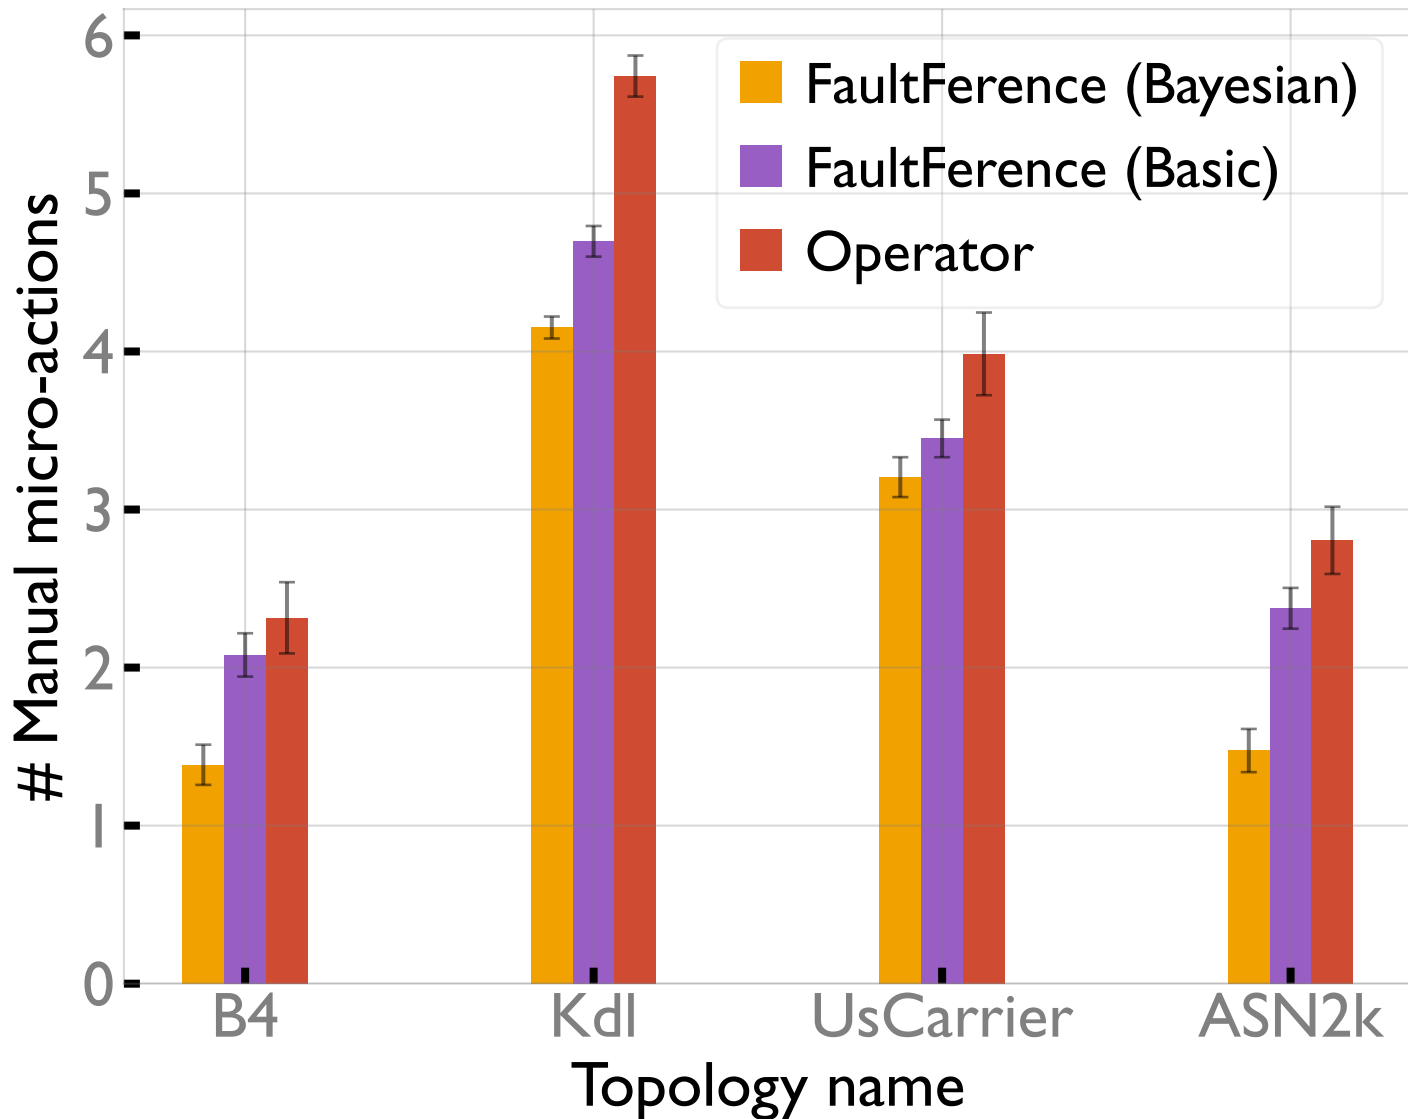 # Manual micro-actions
6
5
4
3
2
1
0
FaultFerence (Bayesian)
FaultFerence (Basic)
Operator
B4 Kdl UsCarrier ASN2k
Topology name